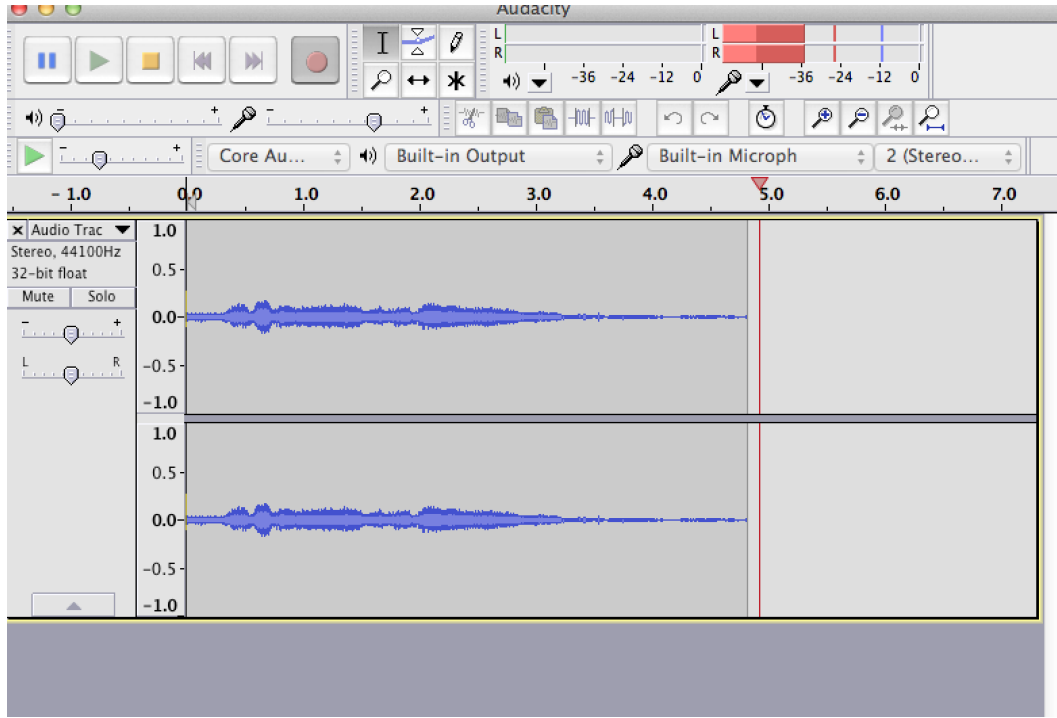 Audacity
L
R
-36 -24 -12 0
L
R
-36 -24 -12 0
- +
- +
- +
Core Au...
Built-in Output
Built-in Microph
2 (Stereo...
- 1.0 0.0 1.0 2.0 3.0 4.0 5.0 6.0 7.0
Audio Trac
Stereo, 44100Hz
32-bit float
Mute Solo
- +
L R
1.0
0.5
0.0
-0.5
-1.0
1.0
0.5
0.0
-0.5
-1.0